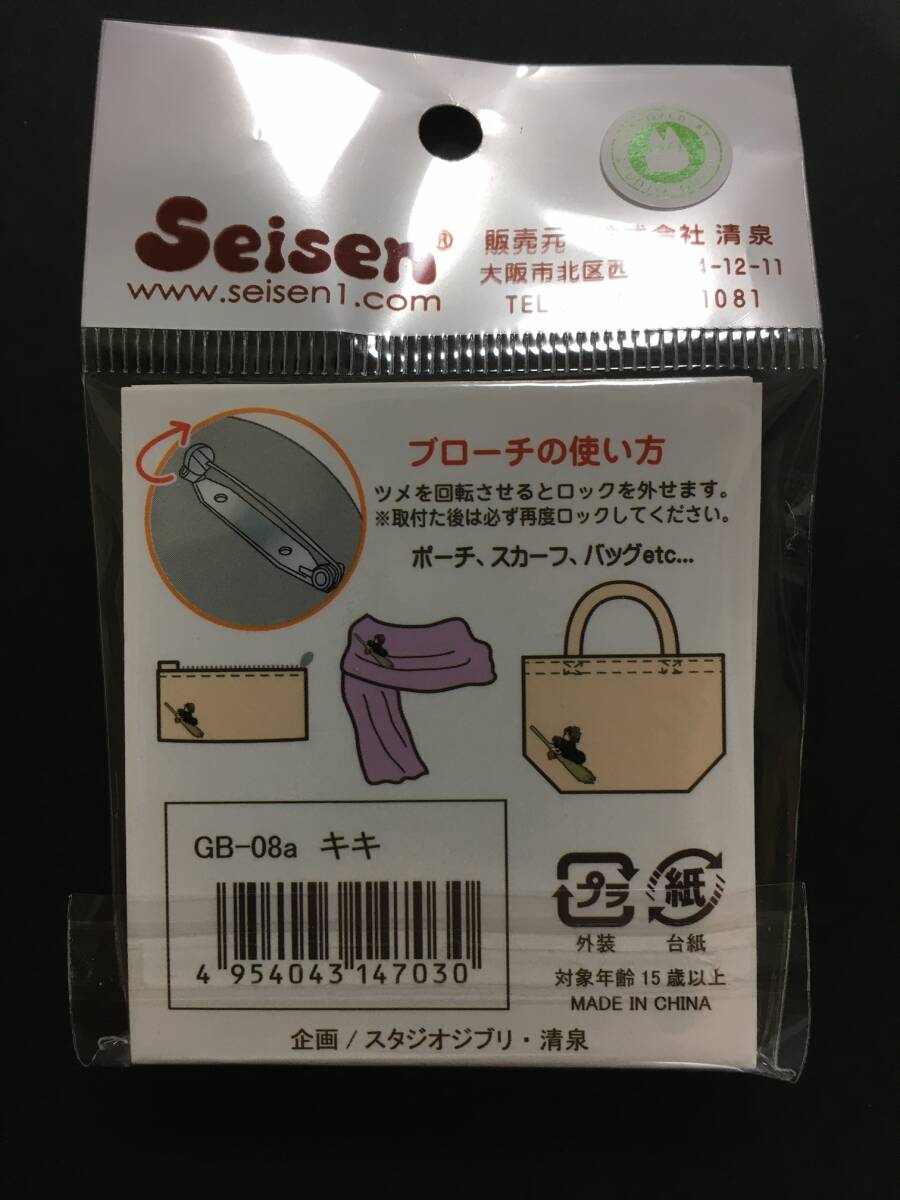 Seisen®
www.seisen1.com
販売元 式会社 清泉
大阪市北区西 4-12-11
TEL 1081
ブローチの使い方
ツメを回転させるとロックを外せます。
※取付た後は必ず再度ロックしてください。
ポーチ、スカーフ、バッグetc...
GB-08a キキ
4 954043 147030
プラ
外装
紙
台紙
対象年齢 15 歳以上
MADE IN CHINA
企画 / スタジオジブリ・清泉